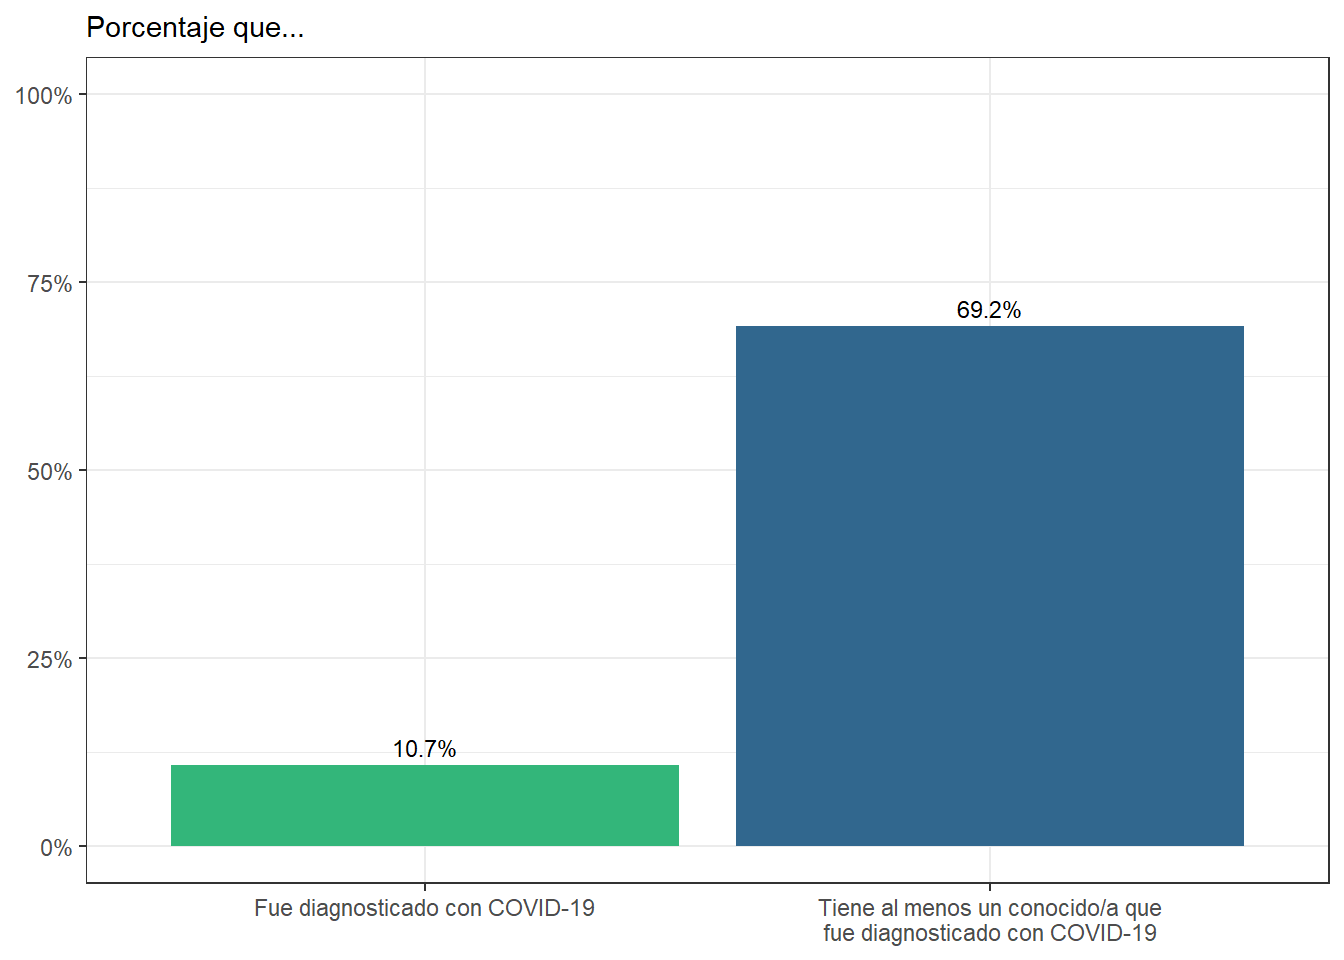 Porcentaje que...
100%
75%
50%
25%
0%
69.2%
10.7%
Fue diagnosticado con COVID-19
Tiene al menos un conocido/a que
fue diagnosticado con COVID-19